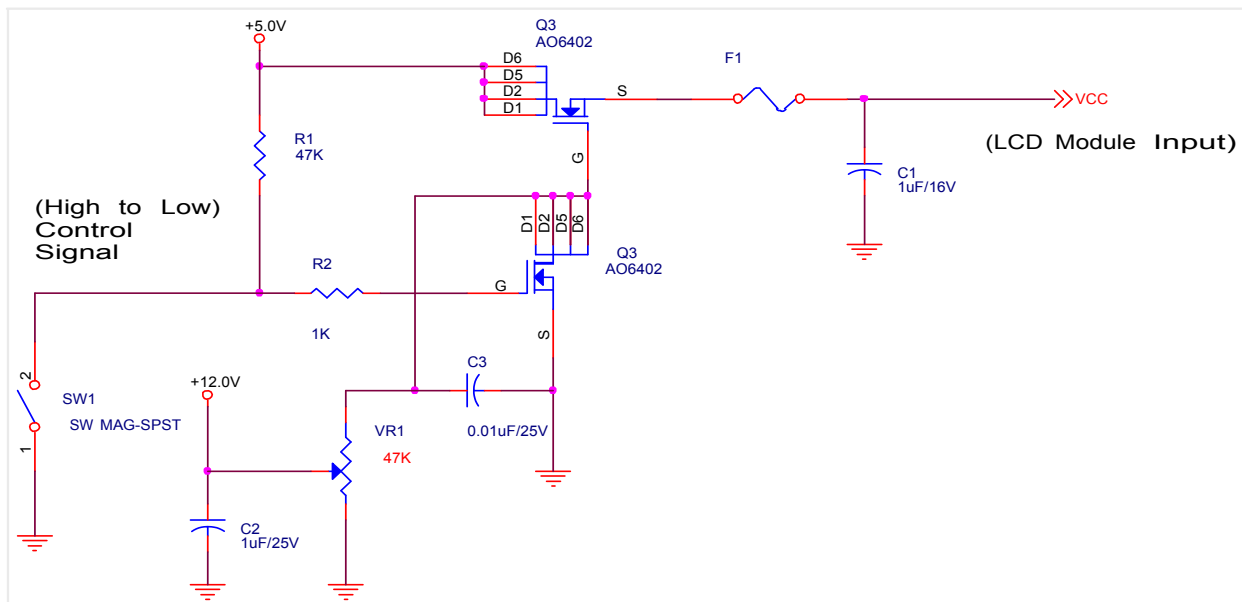 +5.0V
Q3
AO6402
F1
D6
D5
D2
D1
S
G
VCC
(LCD Module Input)
R1
47K
C1
1uF/16V
(High to Low)
Control
Signal
D1
D2
D5
D6
Q3
AO6402
R2
1K
G
S
C3
0.01uF/25V
+12.0V
2
SW1
SW MAG-SPST
1
VR1
47K
C2
1uF/25V